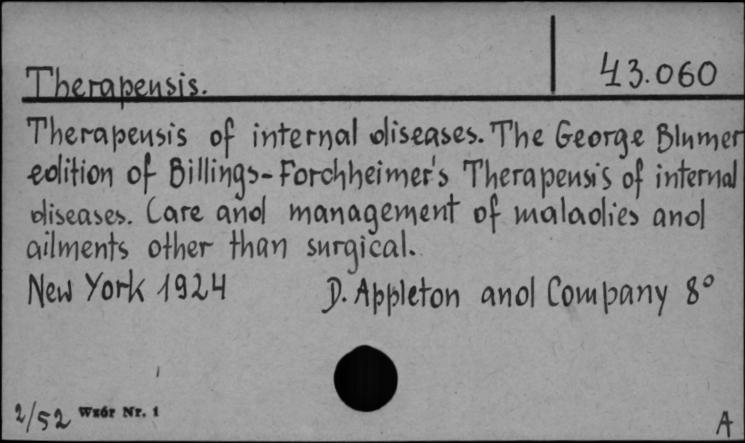 Therapensis.
43.060
Therapeusis of internal diseases. The George Blumer
edition of Billings-Forchheimer's Therapeusis of internal
diseases. Care and management of maladies and
ailments other than surgical.
New York 1924 D. Appleton and Company 8°
2/52 Wzór Nr. 1
A